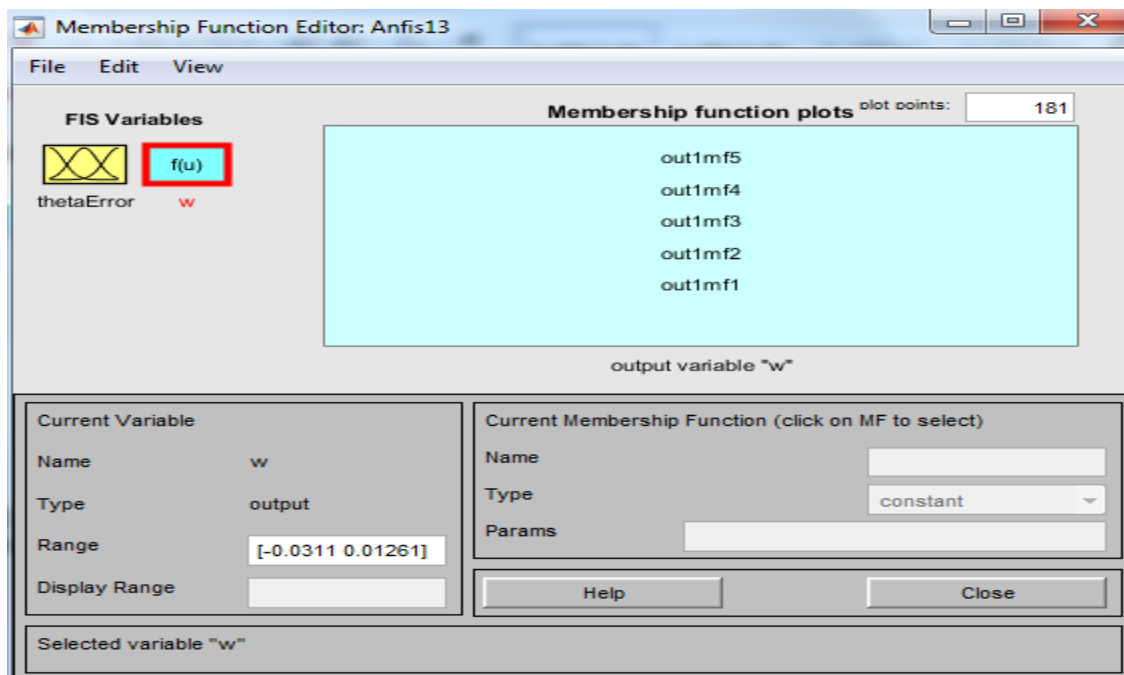 Membership Function Editor: Anfis13
File Edit View
FIS Variables
f(u)
thetaError w
Membership function plots plot points: 181
out1mf5
out1mf4
out1mf3
out1mf2
out1mf1
output variable "w"
Current Variable
Name w
Type output
Range [-0.0311 0.01261]
Display Range
Current Membership Function (click on MF to select)
Name
Type constant
Params
Help Close
Selected variable "w"